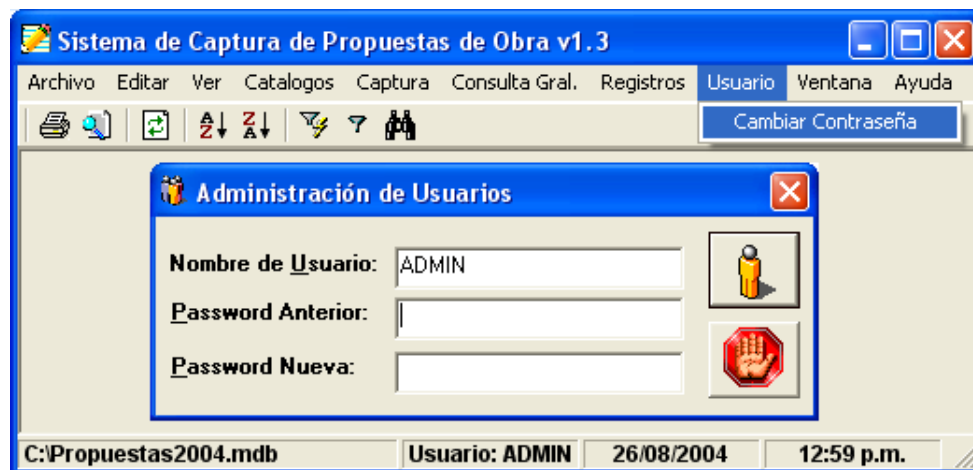 Sistema de Captura de Propuestas de Obra v1.3
Archivo Editar Ver Catalogos Captura Consulta Gral. Registros Usuario Ventana Ayuda
Cambiar Contraseña
Administración de Usuarios
Nombre de Usuario: ADMIN
Password Anterior:
Password Nueva:
C:\Propuestas2004.mdb Usuario: ADMIN 26/08/2004 12:59 p.m.